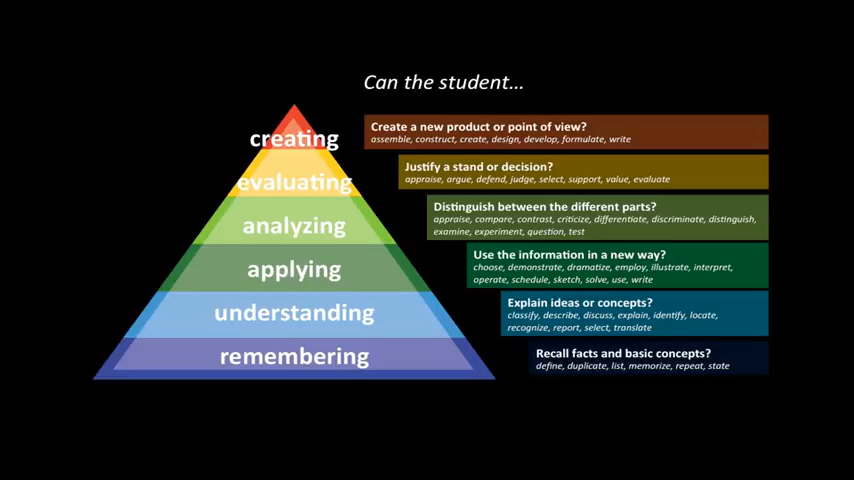 Can the student...
creating
Create a new product or point of view?
assemble, construct, create, design, develop, formulate, write
evaluating
Justify a stand or decision?
appraise, argue, defend, judge, select, support, value, evaluate
analyzing
Distinguish between the different parts?
appraise, compare, contrast, criticize, differentiate, discriminate, distinguish,
examine, experiment, question, test
applying
Use the information in a new way?
choose, demonstrate, dramatize, employ, illustrate, interpret,
operate, schedule, sketch, solve, use, write
understanding
Explain ideas or concepts?
classify, describe, discuss, explain, identify, locate,
recognize, report, select, translate
remembering
Recall facts and basic concepts?
define, duplicate, list, memorize, repeat, state